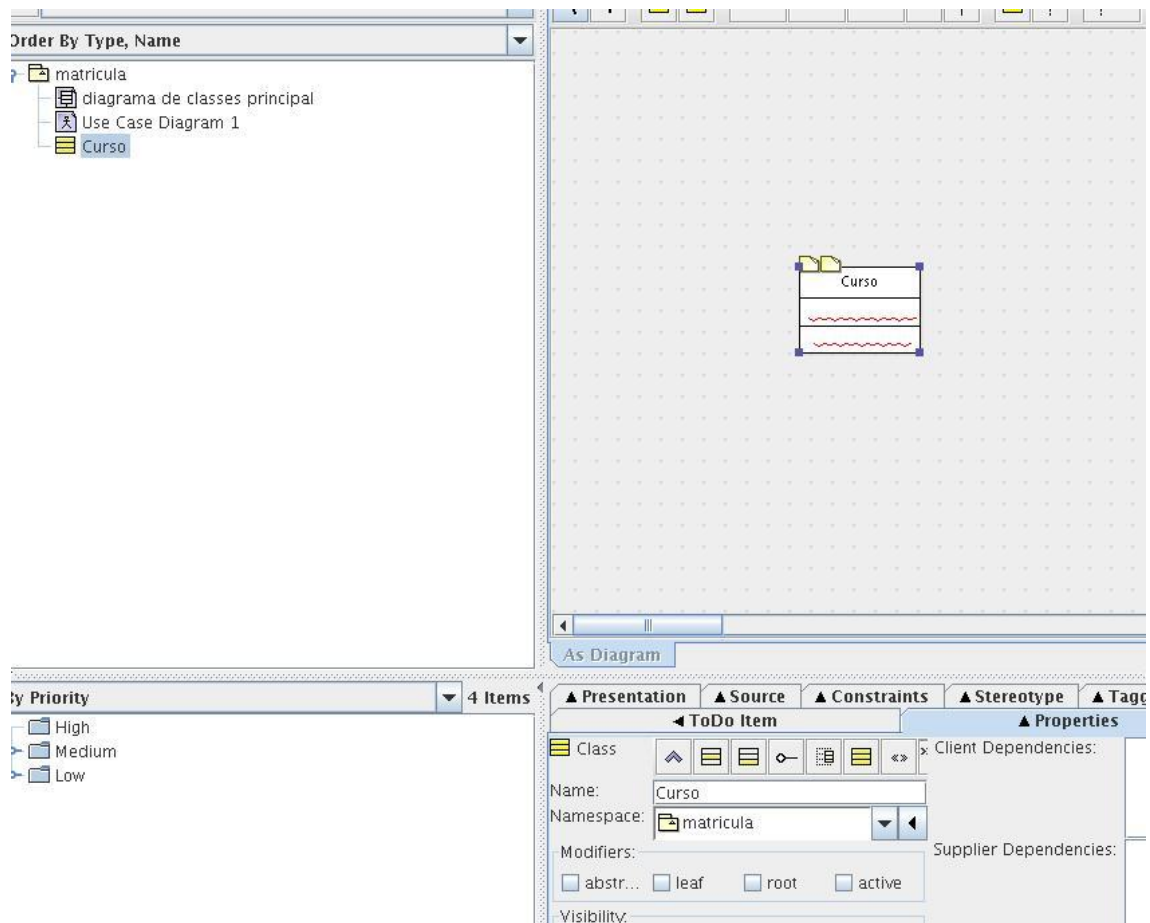 Order By Type, Name
matricula
diagrama de classes principal
Use Case Diagram 1
Curso
Curso
As Diagram
By Priority
4 Items
High
Medium
Low
Presentation Source Constraints Stereotype Tagg
ToDo Item Properties
Class
Client Dependencies:
Name: Curso
Namespace: matricula
Modifiers:
Supplier Dependencies:
abstr... leaf root active
Visibility: